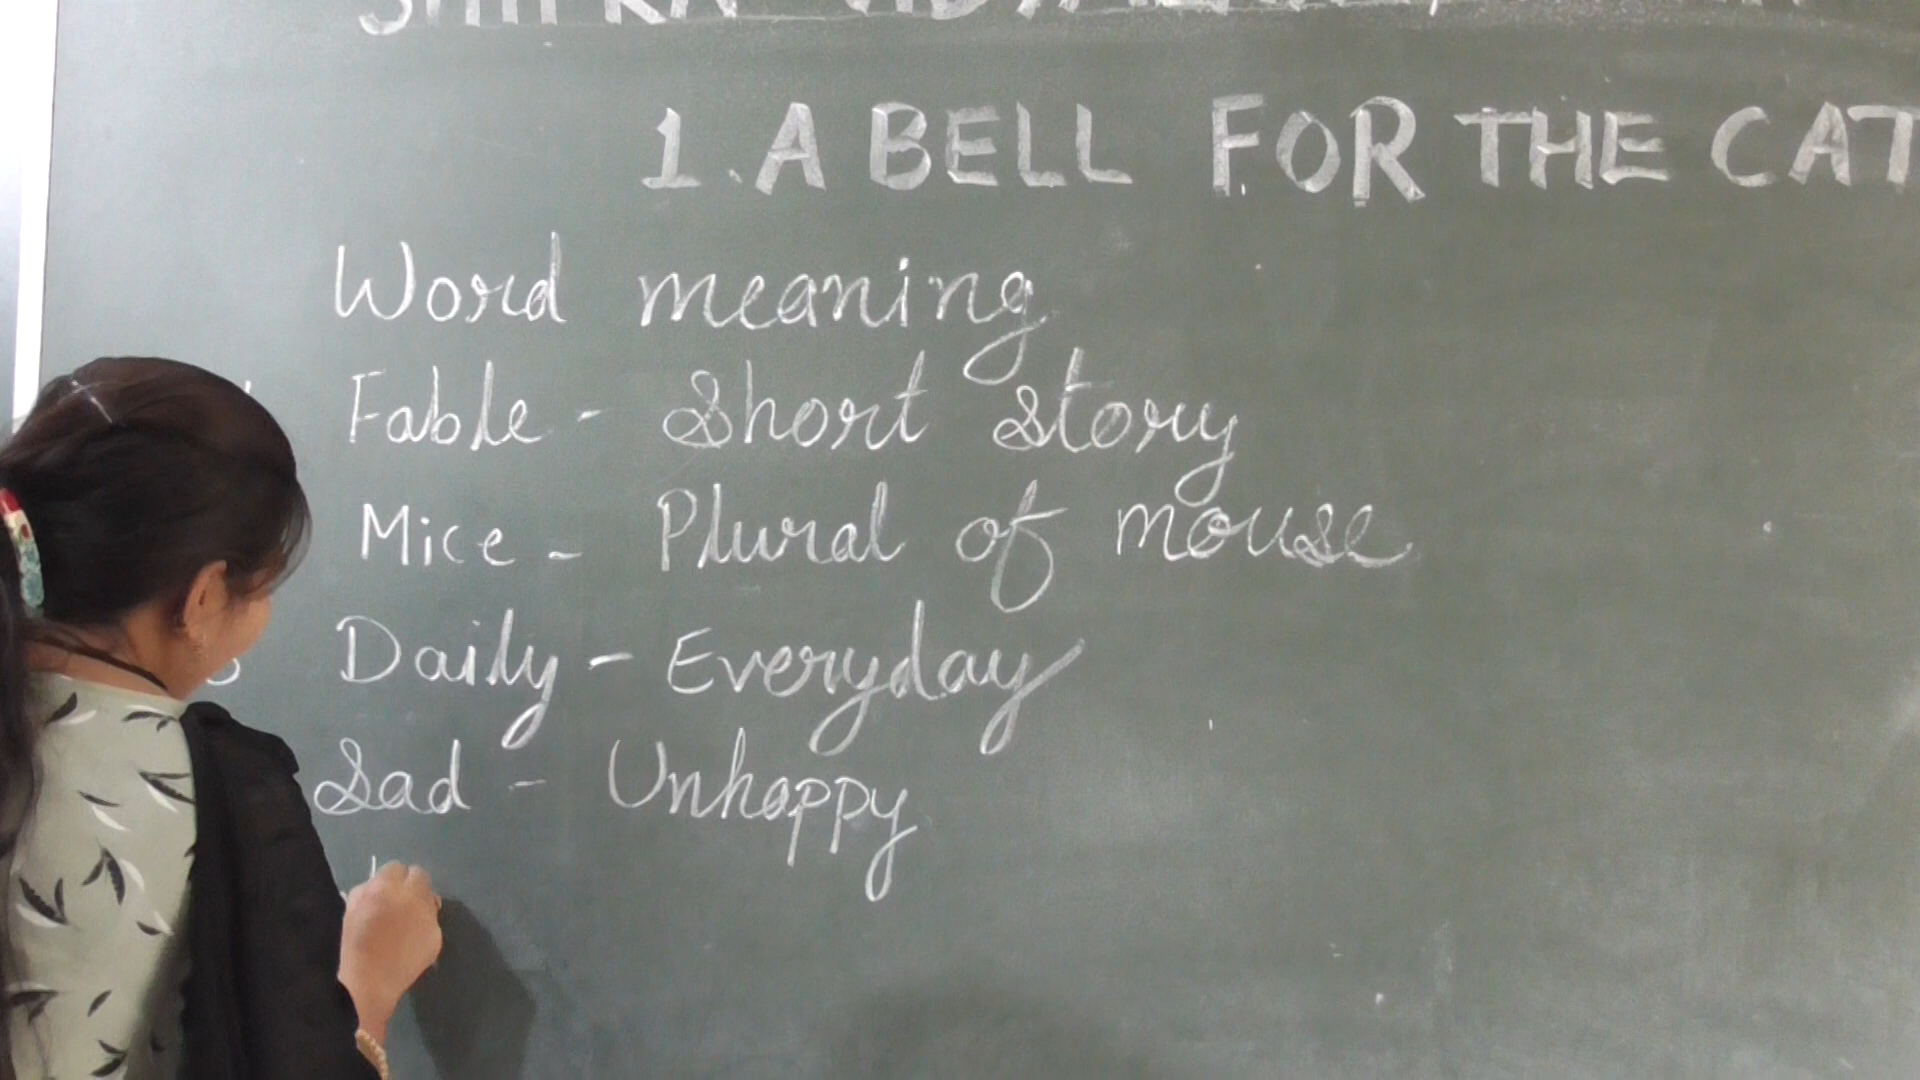 1. A BELL FOR THE CAT
Word meaning
Fable - Short story
Mice - Plural of mouse
Daily - Everyday
Sad - Unhappy